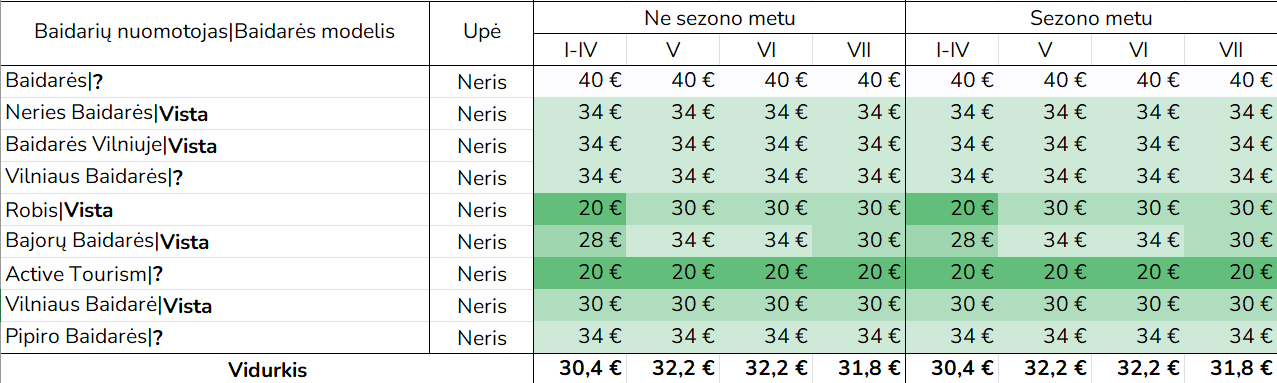 Baidarių nuomotojas|Baidarės modelis Upė Ne sezono metu Sezono metu
I-IV V VI VII I-IV V VI VII
Baidarės|? Neris 40 € 40 € 40 € 40 € 40 € 40 € 40 € 40 €
Neries Baidarės|Vista Neris 34 € 34 € 34 € 34 € 34 € 34 € 34 € 34 €
Baidarės Vilniuje|Vista Neris 34 € 34 € 34 € 34 € 34 € 34 € 34 € 34 €
Vilniaus Baidarės|? Neris 34 € 34 € 34 € 34 € 34 € 34 € 34 € 34 €
Robis|Vista Neris 20 € 30 € 30 € 30 € 20 € 30 € 30 € 30 €
Bajorų Baidarės|Vista Neris 28 € 34 € 34 € 30 € 28 € 34 € 34 € 30 €
Active Tourism|? Neris 20 € 20 € 20 € 20 € 20 € 20 € 20 € 20 €
Vilniaus Baidarė|Vista Neris 30 € 30 € 30 € 30 € 30 € 30 € 30 € 30 €
Pipiro Baidarės|? Neris 34 € 34 € 34 € 34 € 34 € 34 € 34 € 34 €
Vidurkis 30,4 € 32,2 € 32,2 € 31,8 € 30,4 € 32,2 € 32,2 € 31,8 €